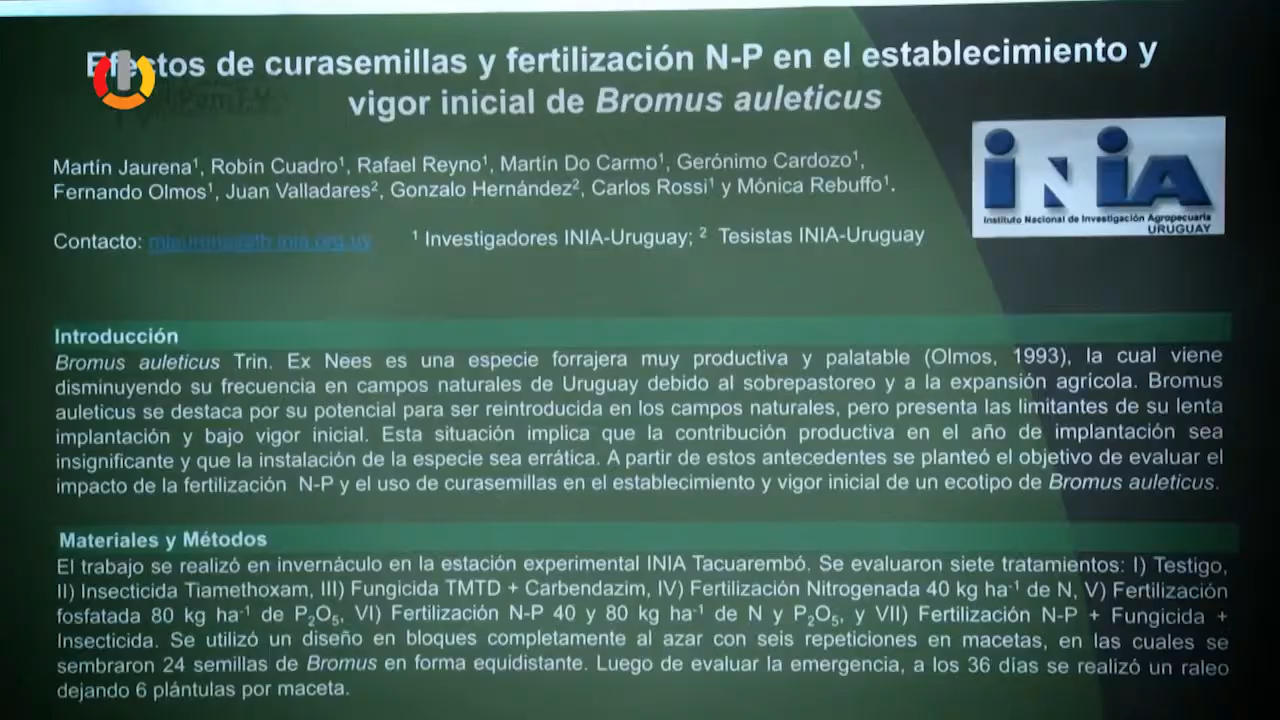 Efectos de curasemillas y fertilización N-P en el establecimiento y
vigor inicial de Bromus auleticus
Martín Jaurena¹, Robin Cuadro¹, Rafael Reyno¹, Martín Do Carmo¹, Gerónimo Cardozo¹,
Fernando Olmos¹, Juan Valladares², Gonzalo Hernández², Carlos Rossi¹ y Mónica Rebuffo¹.
Contacto: ¹ Investigadores INIA-Uruguay; ² Tesistas INIA-Uruguay
INIA
Instituto Nacional de Investigación Agropecuaria
URUGUAY
Introducción
Bromus auleticus Trin. Ex Nees es una especie forrajera muy productiva y palatable (Olmos, 1993), la cual viene
disminuyendo su frecuencia en campos naturales de Uruguay debido al sobrepastoreo y a la expansión agrícola. Bromus
auleticus se destaca por su potencial para ser reintroducida en los campos naturales, pero presenta las limitantes de su lenta
implantación y bajo vigor inicial. Esta situación implica que la contribución productiva en el año de implantación sea
insignificante y que la instalación de la especie sea errática. A partir de estos antecedentes se planteó el objetivo de evaluar el
impacto de la fertilización N-P y el uso de curasemillas en el establecimiento y vigor inicial de un ecotipo de Bromus auleticus.
Materiales y Métodos
El trabajo se realizó en invernáculo en la estación experimental INIA Tacuarembó. Se evaluaron siete tratamientos: I) Testigo,
II) Insecticida Tiamethoxam, III) Fungicida TMTD + Carbendazim, IV) Fertilización Nitrogenada 40 kg ha⁻¹ de N, V) Fertilización
fosfatada 80 kg ha⁻¹ de P₂O₅, VI) Fertilización N-P 40 y 80 kg ha⁻¹ de N y P₂O₅, y VII) Fertilización N-P + Fungicida +
Insecticida. Se utilizó un diseño en bloques completamente al azar con seis repeticiones en macetas, en las cuales se
sembraron 24 semillas de Bromus en forma equidistante. Luego de evaluar la emergencia, a los 36 días se realizó un raleo
dejando 6 plántulas por maceta.